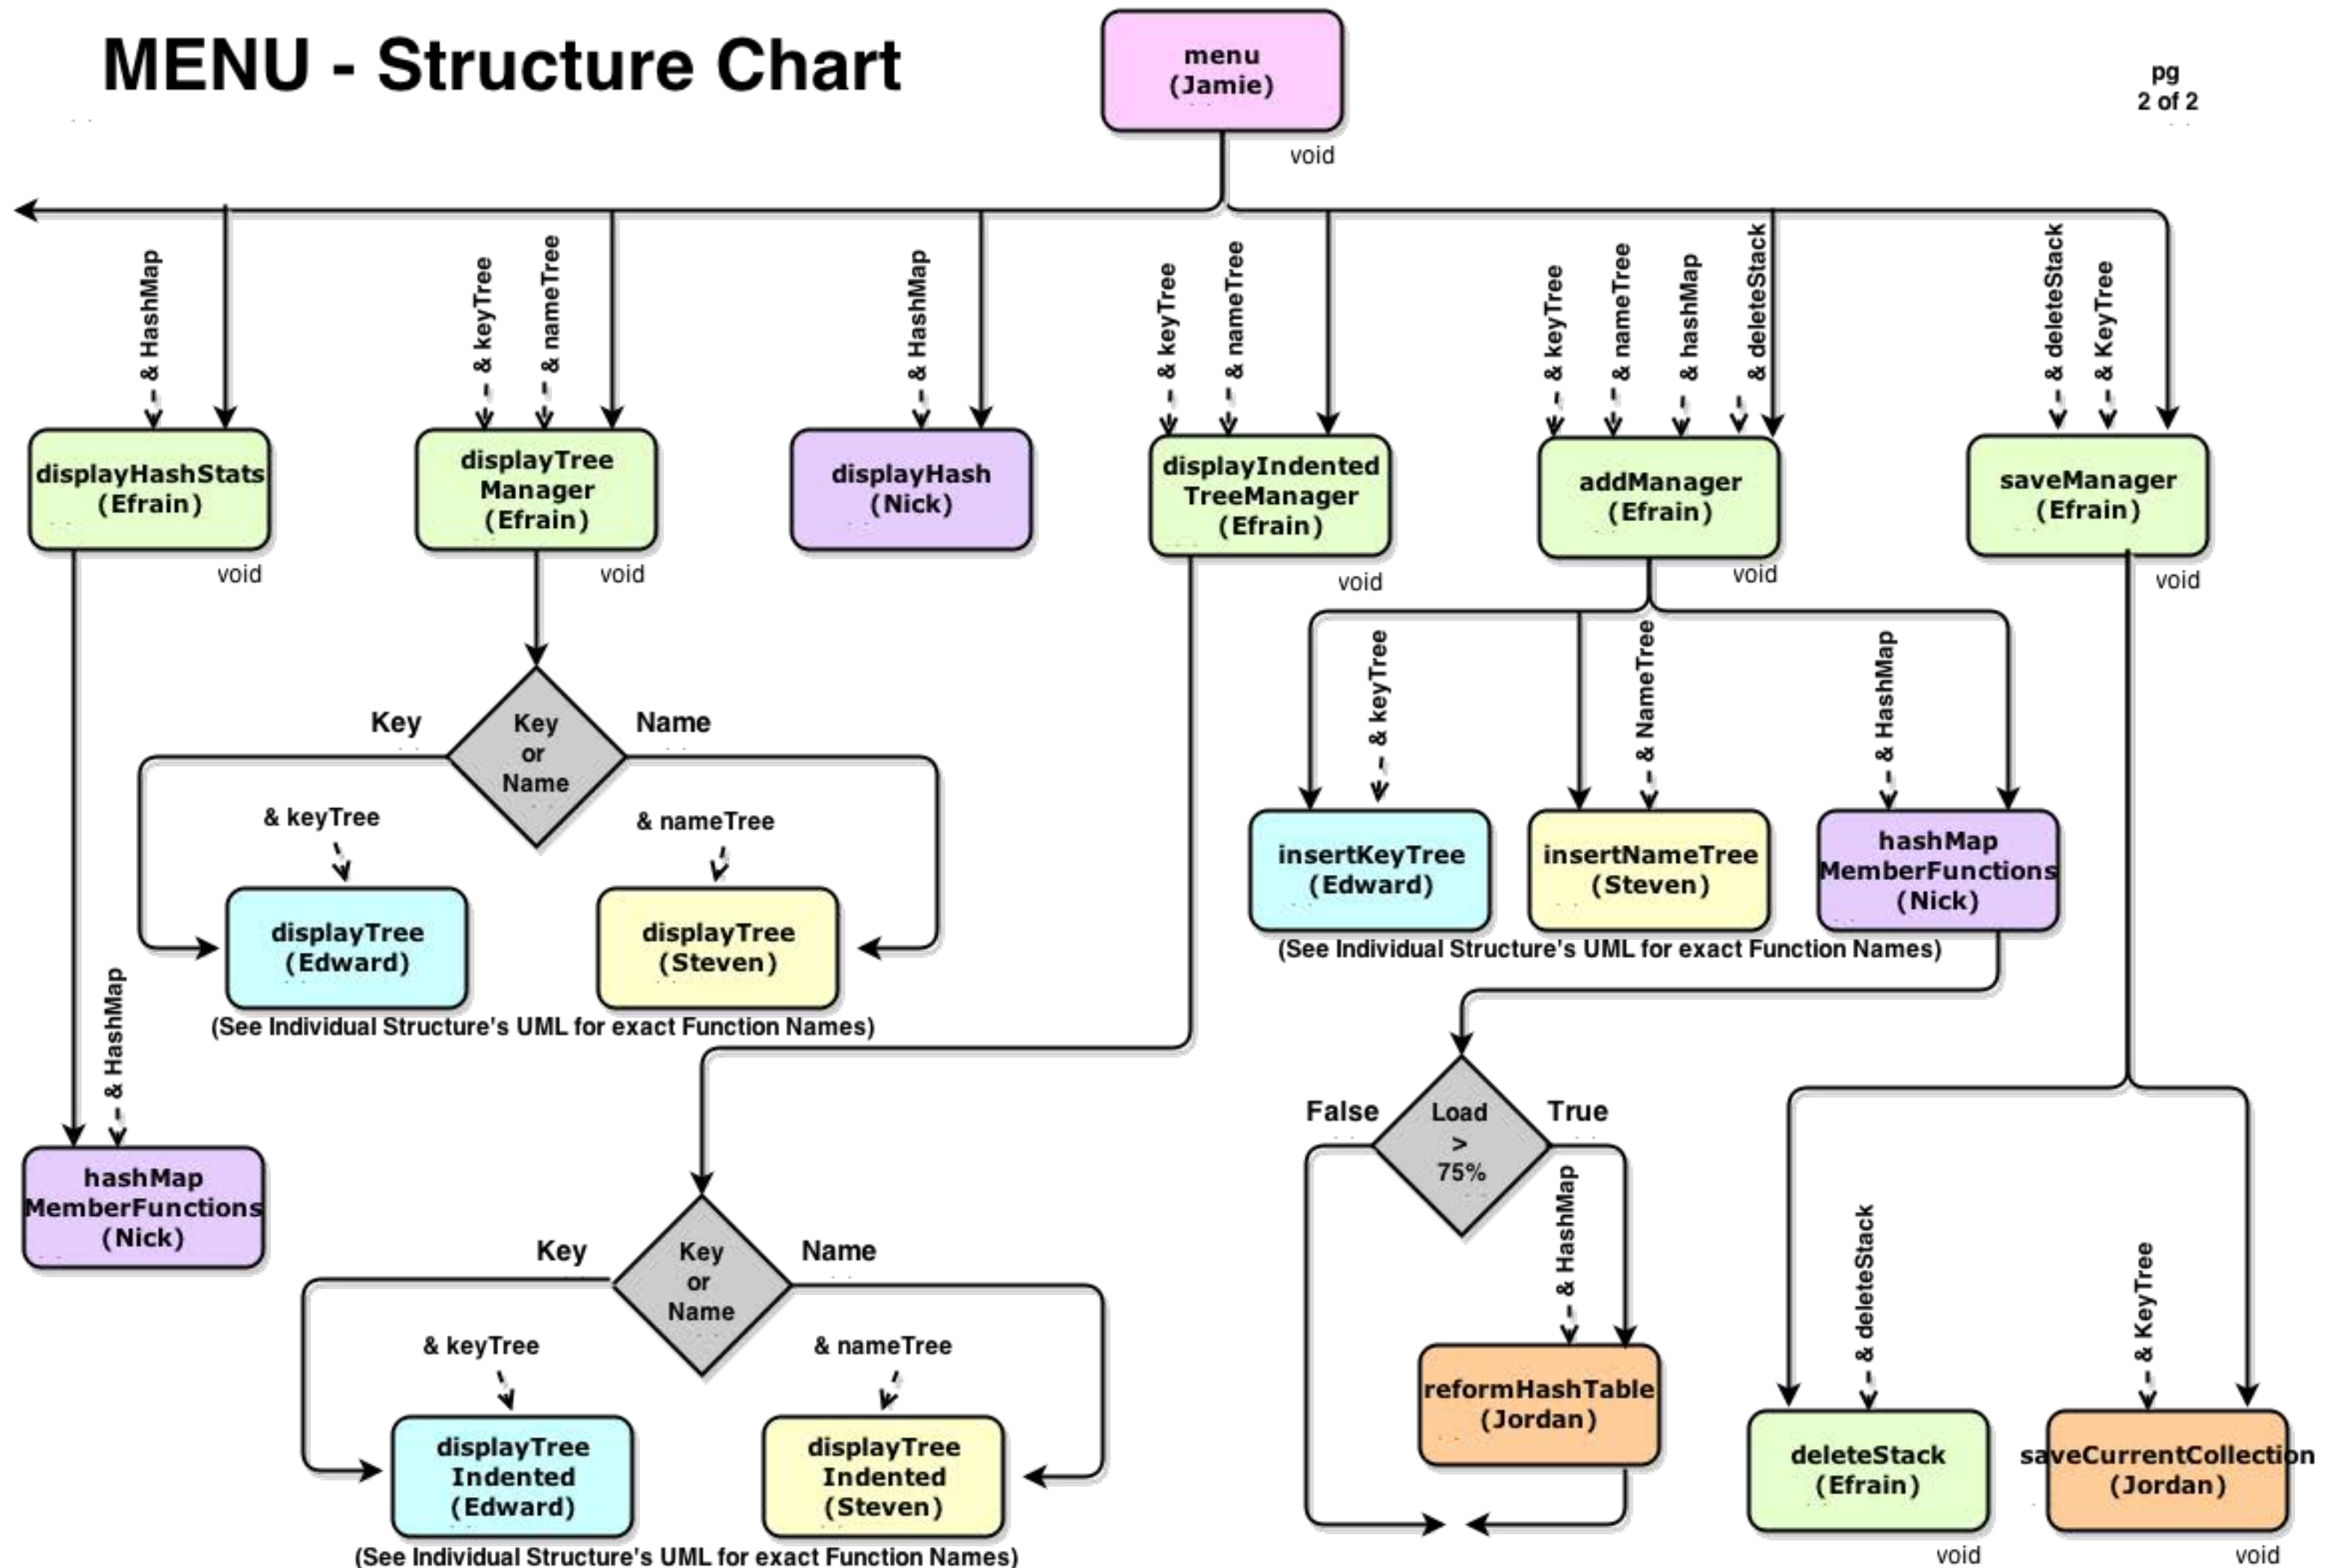 MENU - Structure Chart
menu
(Jamie)
pg
2 of 2
void
& HashMap
& keyTree
& nameTree
& HashMap
& keyTree
& nameTree
& keyTree
& nameTree
& hashMap
& deleteStack
& deleteStack
& KeyTree
displayHashStats
(Efrain)
void
displayTree
Manager
(Efrain)
void
displayHash
(Nick)
displayIndented
TreeManager
(Efrain)
void
addManager
(Efrain)
void
saveManager
(Efrain)
void
Key
Key
or
Name
Name
& keyTree
& nameTree
displayTree
(Edward)
displayTree
(Steven)
(See Individual Structure's UML for exact Function Names)
& keyTree
& NameTree
& HashMap
insertKeyTree
(Edward)
insertNameTree
(Steven)
hashMap
MemberFunctions
(Nick)
(See Individual Structure's UML for exact Function Names)
& HashMap
hashMap
MemberFunctions
(Nick)
False
Load
>
75%
True
& HashMap
reformHashTable
(Jordan)
Key
Key
or
Name
Name
& keyTree
& nameTree
displayTree
Indented
(Edward)
displayTree
Indented
(Steven)
(See Individual Structure's UML for exact Function Names)
& deleteStack
& KeyTree
deleteStack
(Efrain)
void
saveCurrentCollection
(Jordan)
void